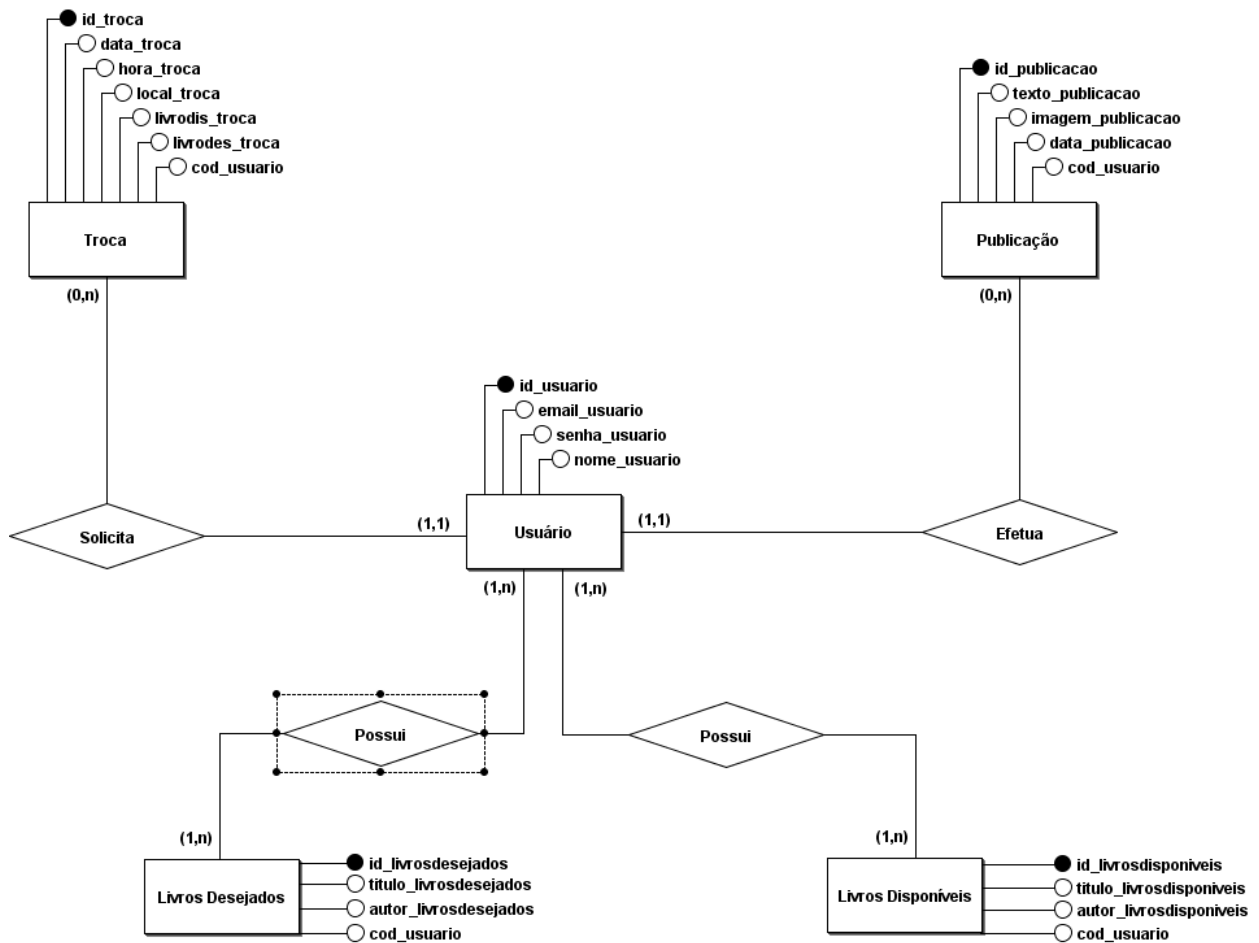 id_troca
data_troca
hora_troca
local_troca
livrodis_troca
livrodes_troca
cod_usuario
Troca
(0,n)
id_publicacao
texto_publicacao
imagem_publicacao
data_publicacao
cod_usuario
Publicação
(0,n)
id_usuario
email_usuario
senha_usuario
nome_usuario
Solicita
(1,1)
Usuário
(1,1)
Efetua
(1,n)
(1,n)
Possui
Possui
(1,n)
(1,n)
Livros Desejados
id_livrosdesejados
titulo_livrosdesejados
autor_livrosdesejados
cod_usuario
Livros Disponíveis
id_livrosdisponiveis
titulo_livrosdisponiveis
autor_livrosdisponiveis
cod_usuario